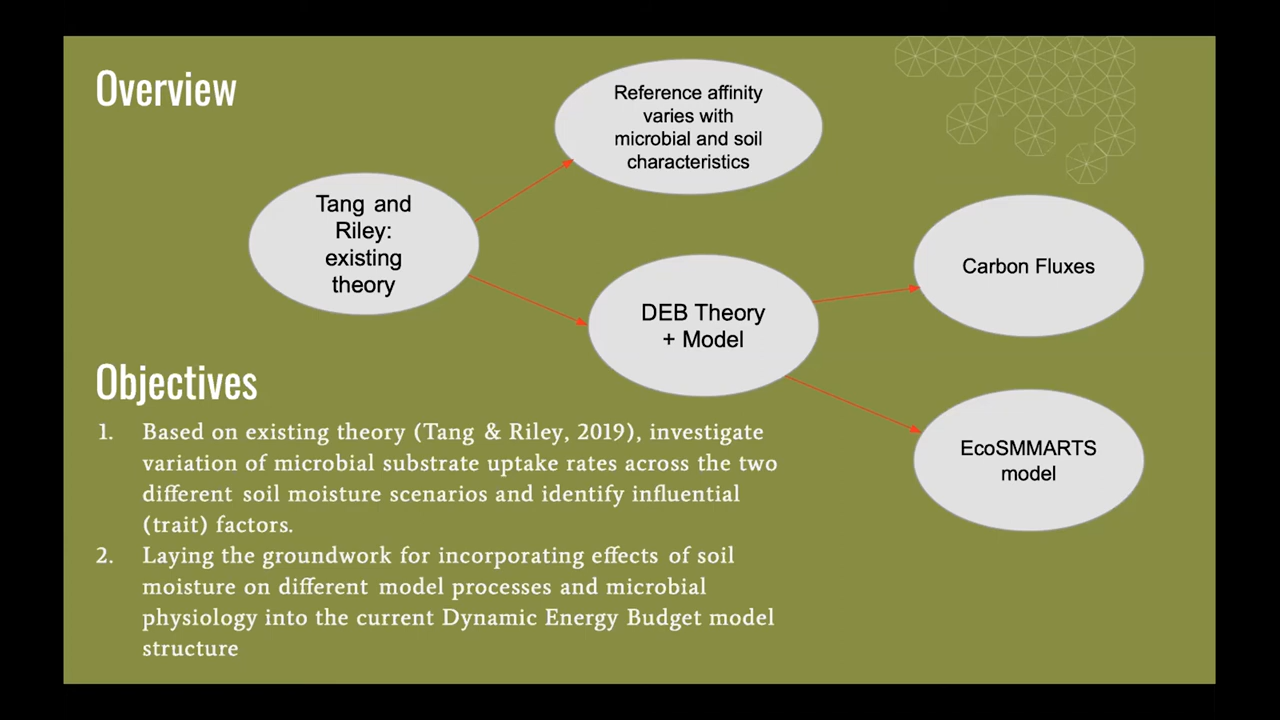 Overview
Reference affinity
varies with
microbial and soil
characteristics
Tang and
Riley:
existing
theory
Carbon Fluxes
DEB Theory
+ Model
EcoSMMARTS
model
Objectives
1. Based on existing theory (Tang & Riley, 2019), investigate
variation of microbial substrate uptake rates across the two
different soil moisture scenarios and identify influential
(trait) factors.
2. Laying the groundwork for incorporating effects of soil
moisture on different model processes and microbial
physiology into the current Dynamic Energy Budget model
structure